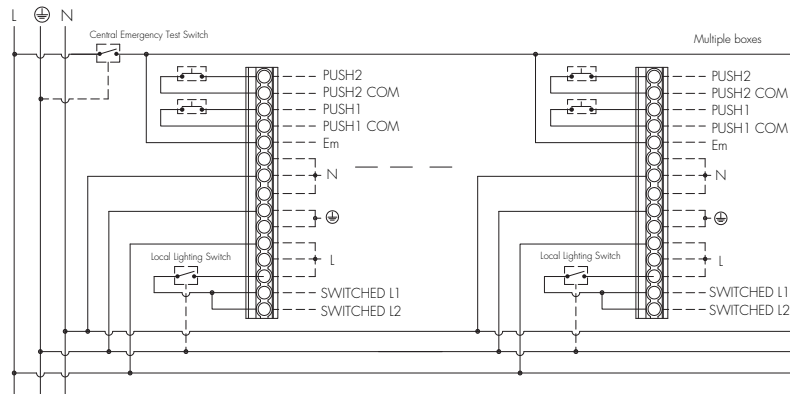 L N
Central Emergency Test Switch
Multiple boxes
PUSH2
PUSH2 COM
PUSH1
PUSH1 COM
Em
N
L
Local Lighting Switch
SWITCHED L1
SWITCHED L2
PUSH2
PUSH2 COM
PUSH1
PUSH1 COM
Em
N
L
Local Lighting Switch
SWITCHED L1
SWITCHED L2